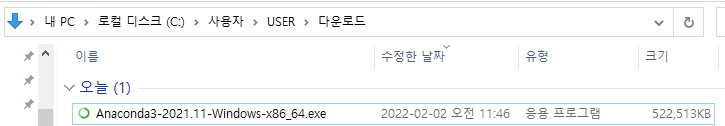 내 PC > 로컬 디스크 (C:) > 사용자 > USER > 다운로드
이름 수정한 날짜 유형 크기
오늘 (1)
Anaconda3-2021.11-Windows-x86_64.exe 2022-02-02 오전 11:46 응용 프로그램 522,513KB